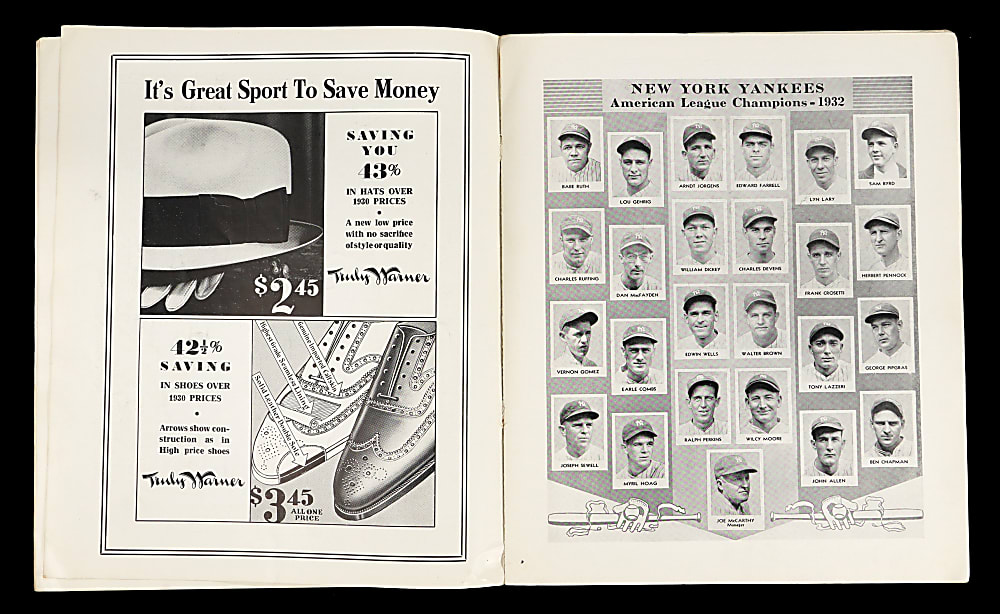 It's Great Sport To Save Money
SAVING
YOU
43%
IN HATS OVER
1930 PRICES
A new low price
with no sacrifice
of style or quality
Truly Warner
$2.45
42½%
SAVING
IN SHOES OVER
1930 PRICES
Arrows show con-
struction as in
High price shoes
Truly Warner
Solid Leather Double Sole
$3.45
ALL ONE
PRICE
NEW YORK YANKEES
American League Champions - 1932
BABE RUTH
LOU GEHRIG
ARNDT JORGENS
EDWARD FARRELL
LYN LARY
SAM BYRD
CHARLES RUFFING
DAN MacFAYDEN
WILLIAM DICKEY
CHARLES DEVENS
FRANK CROSETTI
HERBERT PENNOCK
VERNON GOMEZ
EARLE COMBS
EDWIN WELLS
WALTER BROWN
TONY LAZZERI
GEORGE PIPGRAS
JOSEPH SEWELL
MYRIL HOAG
RALPH PERKINS
WILCY MOORE
JOHN ALLEN
BEN CHAPMAN
JOE McCARTHY
Manager